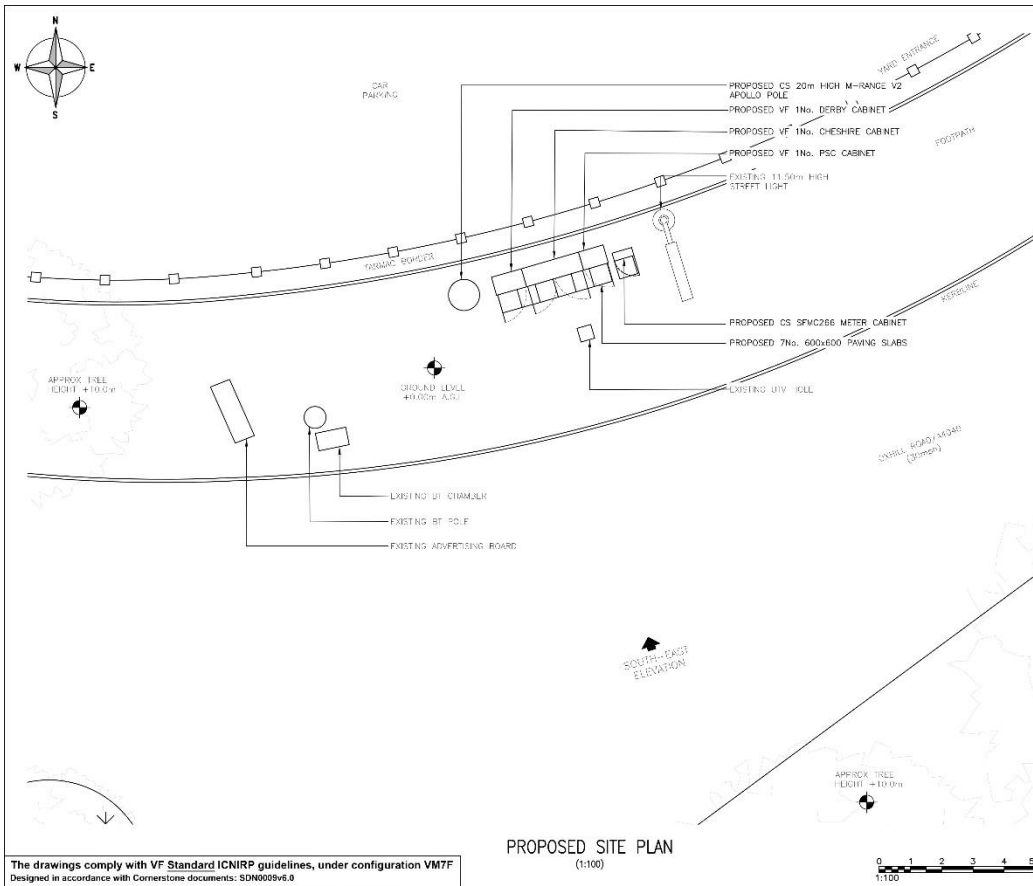 N
W E
S
CAR
PARKING
YARD ENTRANCE
PROPOSED CS 20m HIGH M-RANGE V2
APOLLO POLE
PROPOSED VF 1No. DERBY CABINET
PROPOSED VF 1No. CHESHIRE CABINET
PROPOSED VF 1No. PSC CABINET
FOOTPATH
EXISTING 11.50m HIGH
STREET LIGHT
TARMAC BORDER
KERBLINE
PROPOSED CS SFMC266 METER CABINET
PROPOSED 7No. 600x600 PAVING SLABS
APPROX TREE
HEIGHT +10.0m
GROUND LEVEL
+0.00m A.G.L
EXISTING HOLE
ROAD/A4040
(30mph)
EXISTING BT CHAMBER
EXISTING BT POLE
EXISTING ADVERTISING BOARD
SOUTH-EAST
ELEVATION
APPROX TREE
HEIGHT +10.0m
PROPOSED SITE PLAN
(1:100)
The drawings comply with VF Standard ICNIRP guidelines, under configuration VM7F
Designed in accordance with Cornerstone documents: SDN0009v6.0
0 1 2 3 4 5
1:100